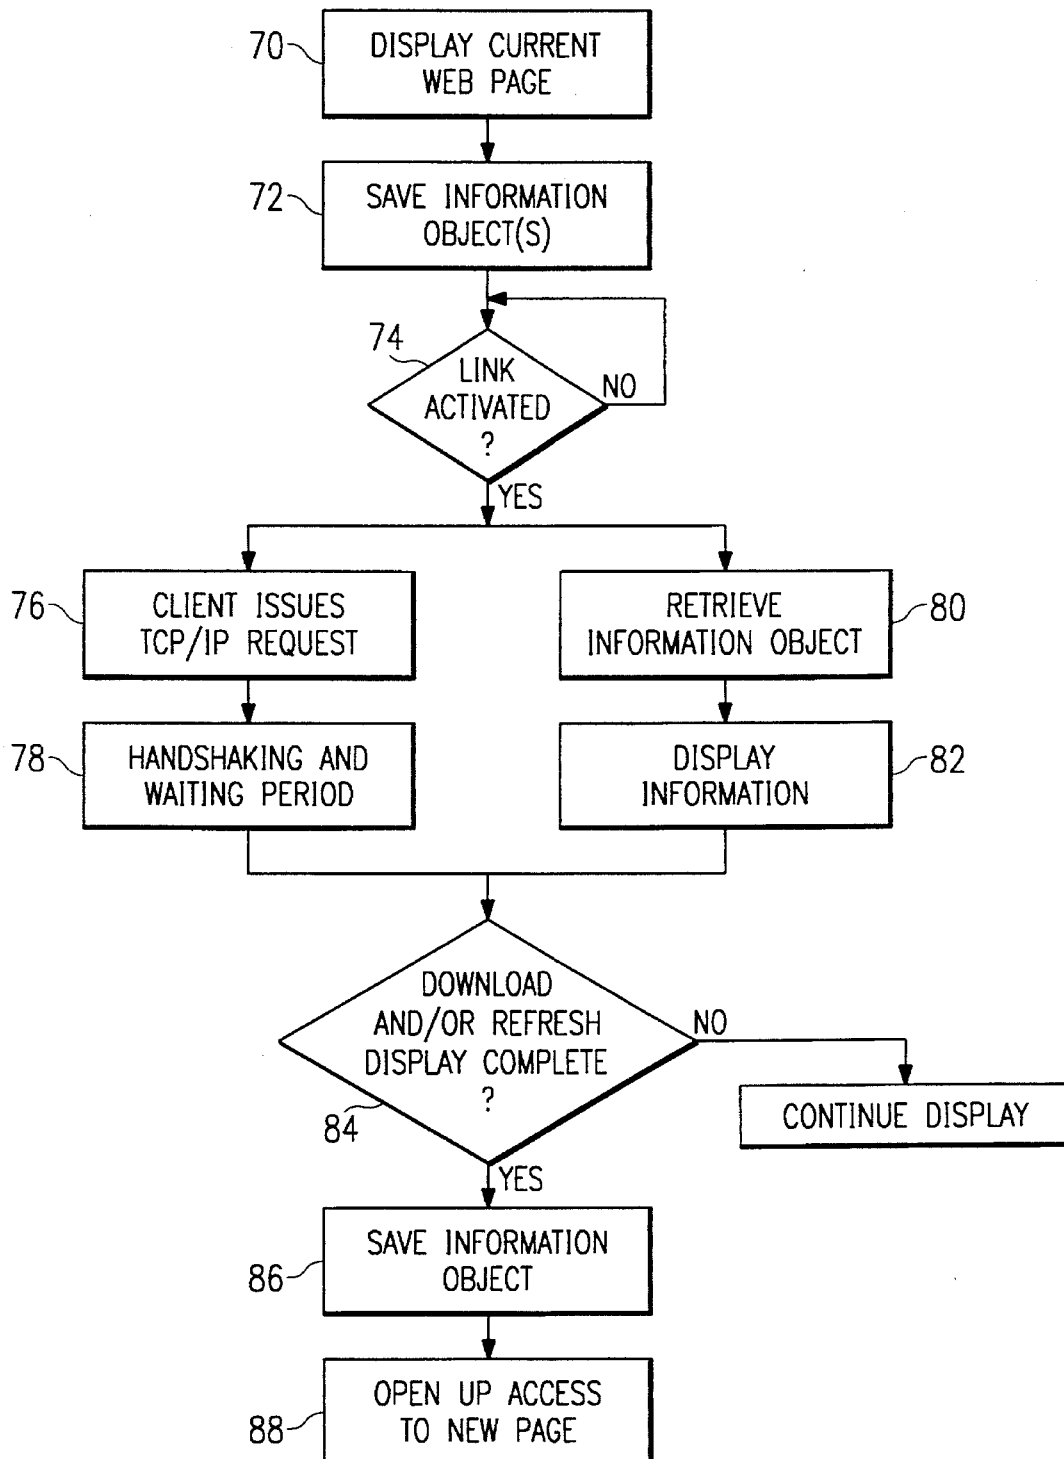 70
DISPLAY CURRENT
WEB PAGE
72
SAVE INFORMATION
OBJECT(S)
74
LINK
ACTIVATED
?
NO
YES
76
CLIENT ISSUES
TCP/IP REQUEST
RETRIEVE
INFORMATION OBJECT
80
78
HANDSHAKING AND
WAITING PERIOD
DISPLAY
INFORMATION
82
DOWNLOAD
AND/OR REFRESH
DISPLAY COMPLETE
?
NO
84
CONTINUE DISPLAY
YES
86
SAVE INFORMATION
OBJECT
88
OPEN UP ACCESS
TO NEW PAGE